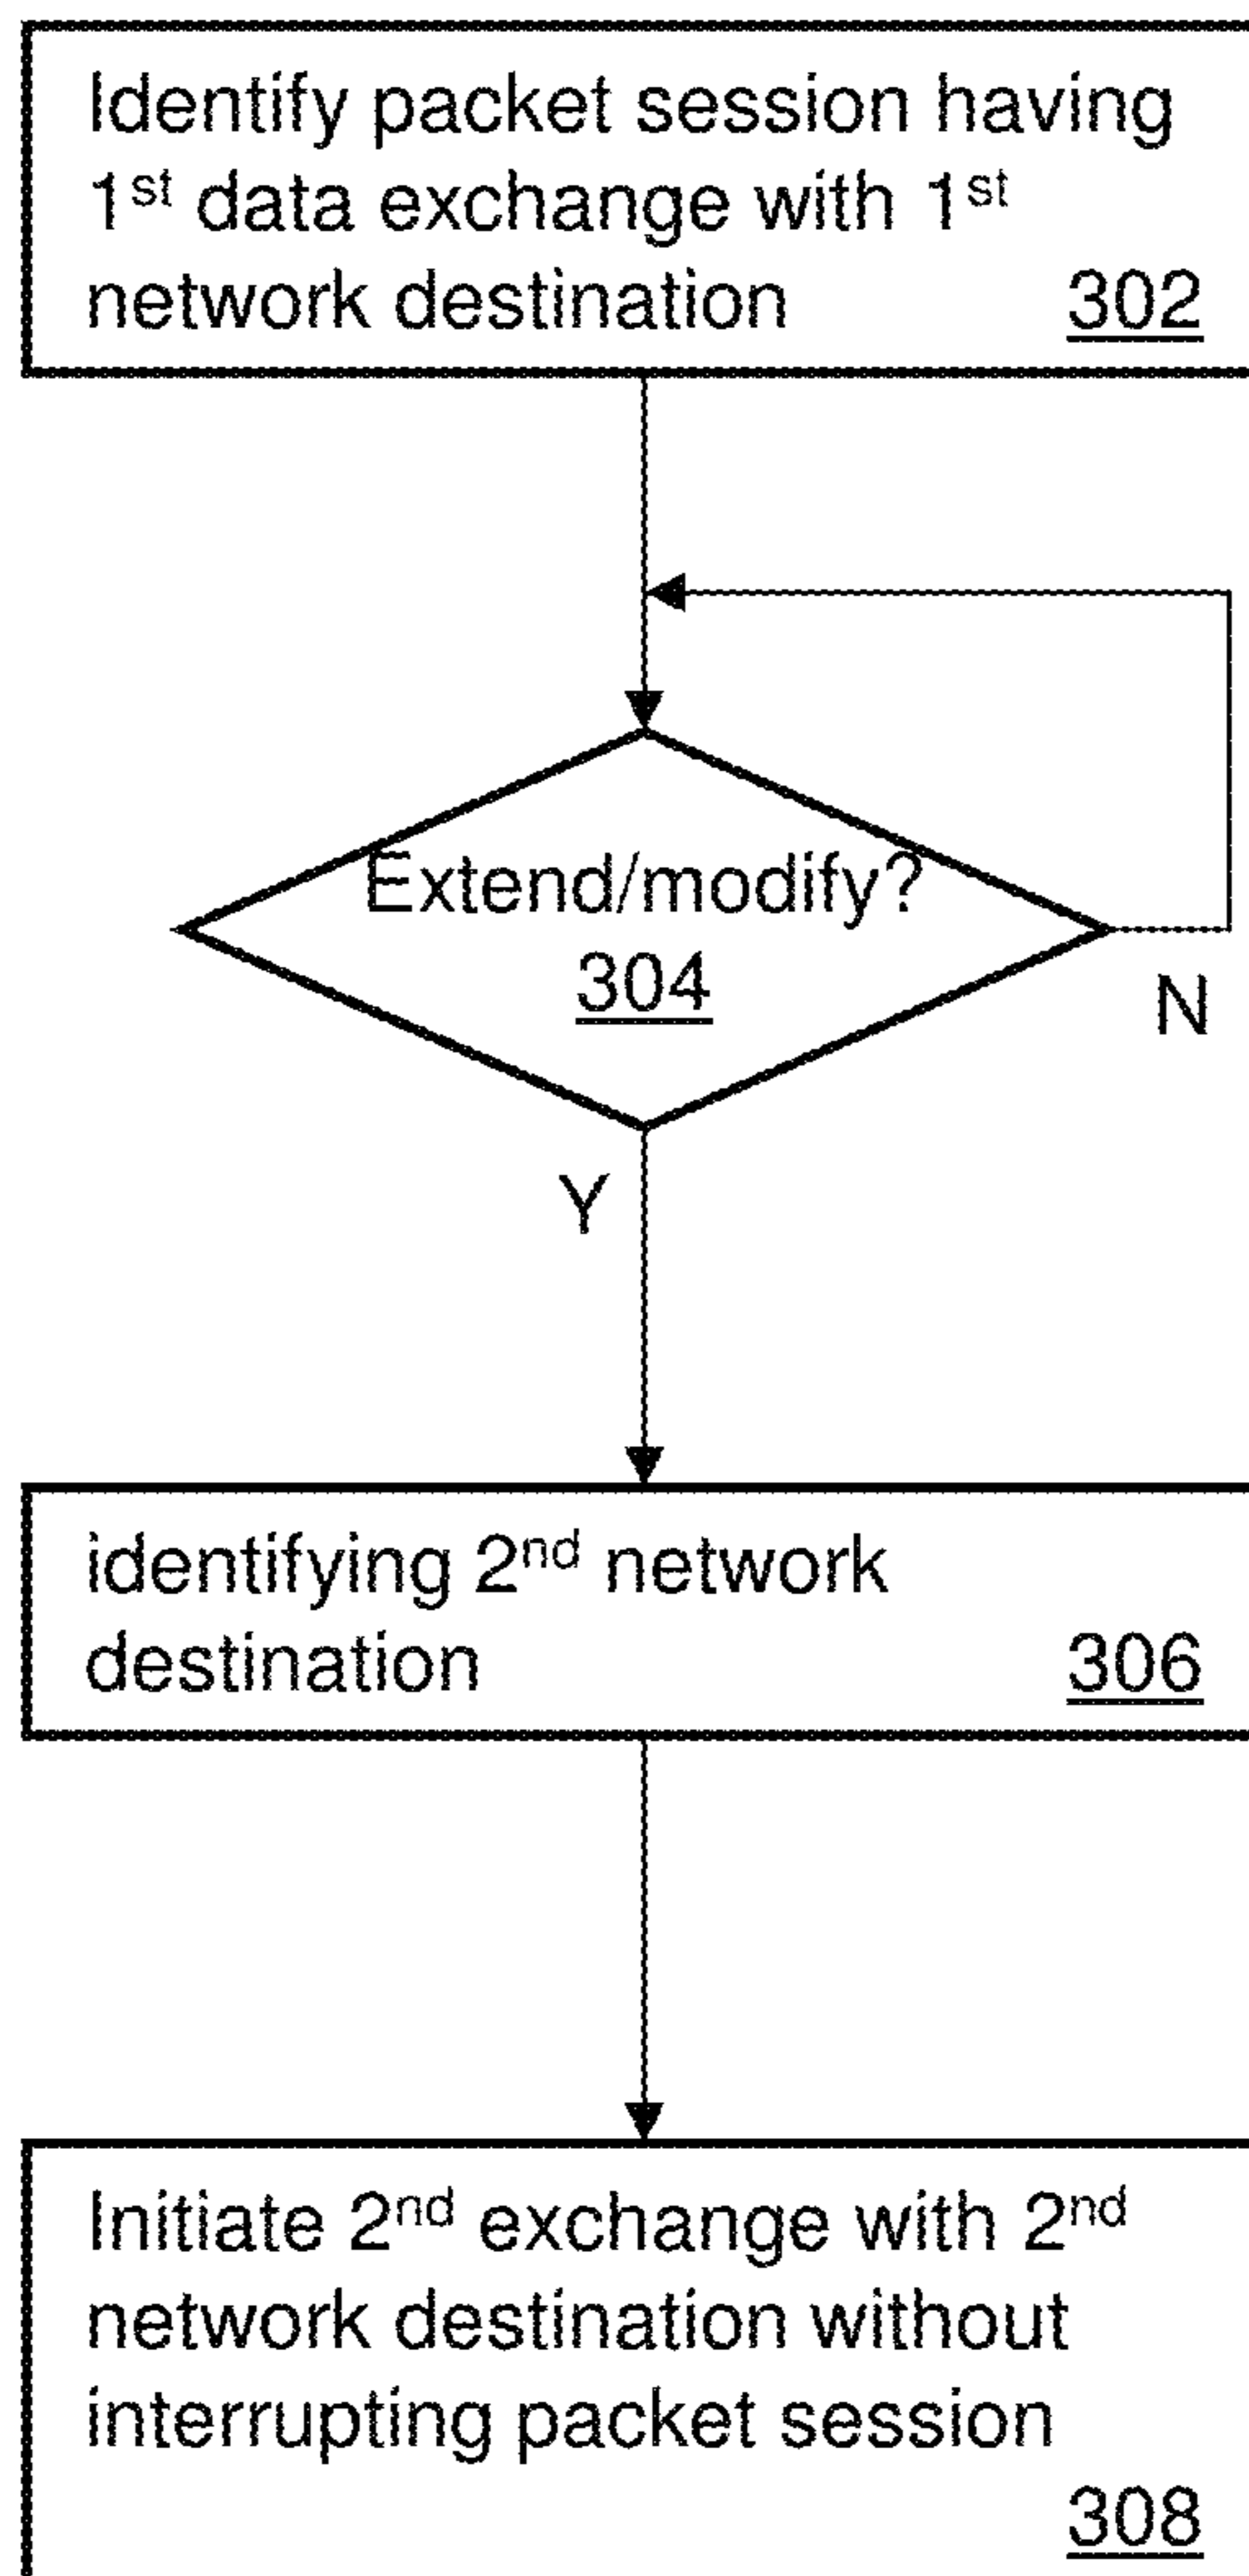 Identify packet session having
1st data exchange with 1st
network destination 302
Extend/modify?
304
N
Y
identifying 2nd network
destination 306
Initiate 2nd exchange with 2nd
network destination without
interrupting packet session
308